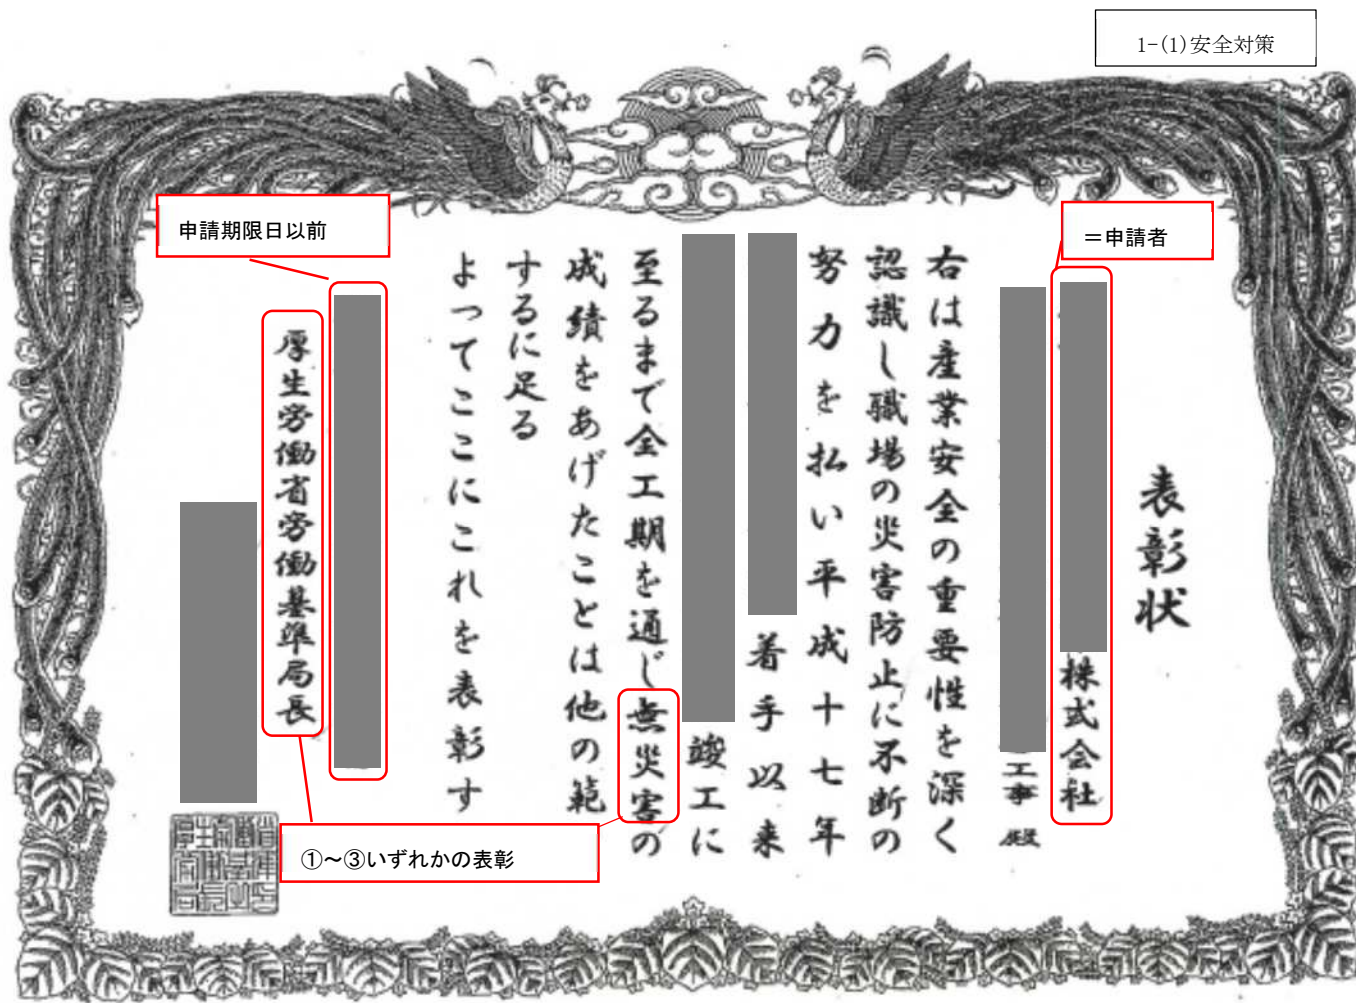 1-(1)安全対策
表彰状
株式会社
工事 殿
右は産業安全の重要性を深く
認識し職場の災害防止に不断の
努力を払い平成十七年
着手以来
竣工に
至るまで全工期を通じ無災害の
成績をあげたことは他の範
するに足る
よってここにこれを表彰す
厚生労働省労働基準局長
申請期限日以前
=申請者
①~③いずれかの表彰